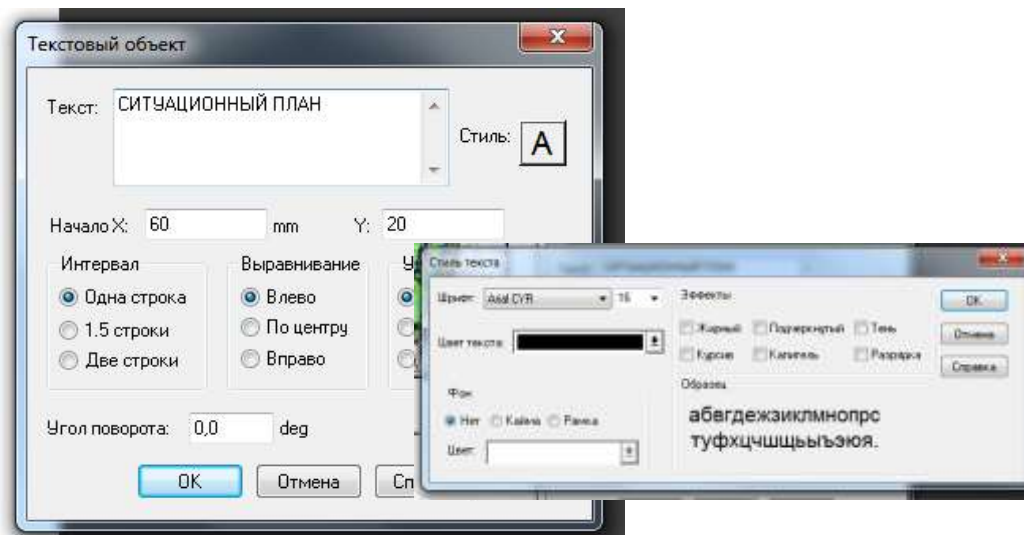 Текстовый объект
Текст: СИТУАЦИОННЫЙ ПЛАН
Стиль: A
Начало X: 60 mm Y: 20
Интервал Выравнивание
Одна строка Влево
1.5 строки По центру
Две строки Вправо
Угол поворота: 0,0 deg
OK Отмена
Стиль текста
Шрифт: Arial CYR 16 Эффекты OK
Жирный Подчеркнутый Тень Отмена
Цвет текста:
Курсив Капитель Разрядка Справка
Образец
Фон
абвгдежзиклмнопрс
Нет Кайма Рамка
туфхцчшщьыъэюя.
Цвет: